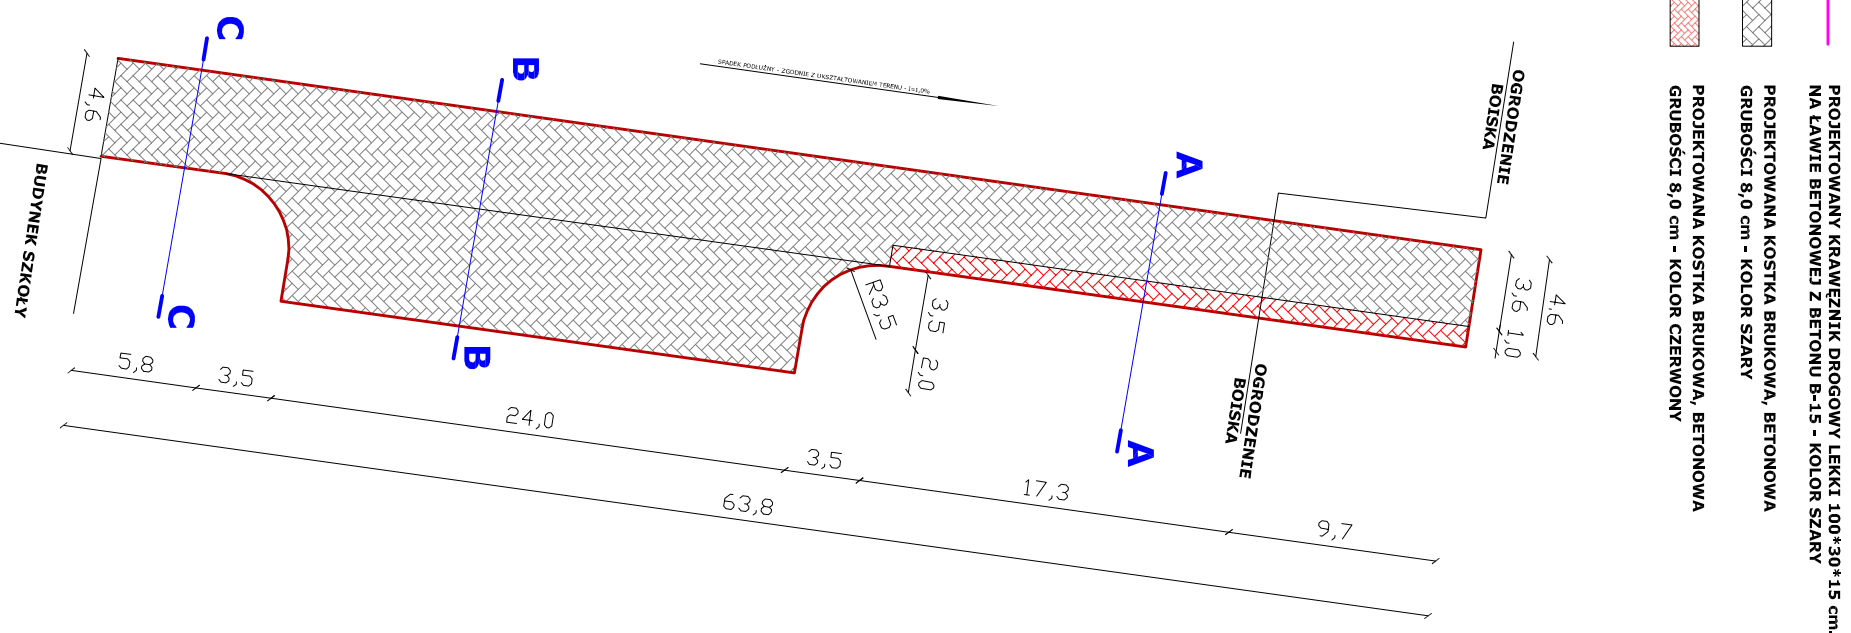 C
B
SPADEK PODŁUŻNY - ZGODNIE Z UKSZTAŁTOWANIEM TERENU - i=1,0%
A
OGRODZENIE
BOISKA
4,6
BUDYNEK SZKOŁY
C
B
R3,5
3,5
2,0
A
OGRODZENIE
BOISKA
3,6
1,0
4,6
5,8
3,5
24,0
3,5
17,3
9,7
63,8
PROJEKTOWANY KRAWĘŻNIK DROGOWY LEKKI 100*30*15 cm.
NA ŁAWIE BETONOWEJ Z BETONU B-15 - KOLOR SZARY
PROJEKTOWANA KOSTKA BRUKOWA, BETONOWA
GRUBOŚCI 8,0 cm - KOLOR SZARY
PROJEKTOWANA KOSTKA BRUKOWA, BETONOWA
GRUBOŚCI 8,0 cm - KOLOR CZERWONY